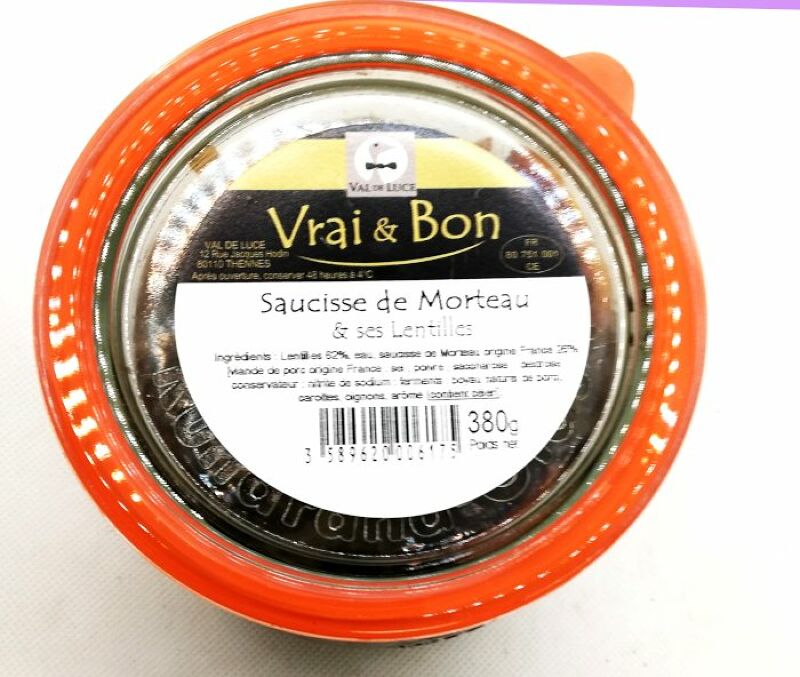 VAL DE LUCE
Vrai & Bon
VAL DE LUCE
12 Rue Jacques Hodin
80110 THENNES
Après ouverture, conserver 48 heures à 4°C
FR
80.751.001
CE
Saucisse de Morteau
& ses Lentilles
Ingrédients : Lentilles 62%, eau, saucisse de Morteau origine France 26%
(viande de porc origine France, sel, poivre, saccharose, dextrose
conservateur : nitrite de sodium ; ferments, boyau naturel de porc),
carottes, oignons, arôme (contient céleri).
380g
Poids net
3 589620 006175